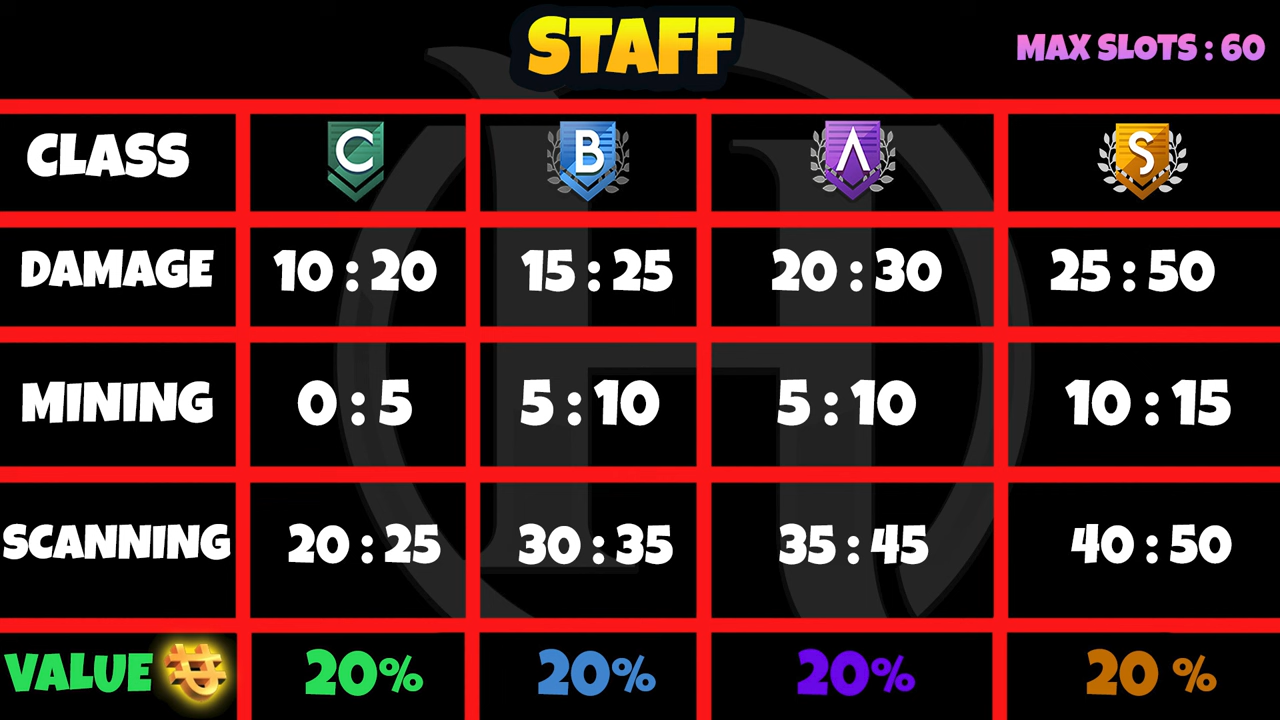 STAFF
MAX SLOTS : 60
CLASS C B A S
DAMAGE 10 : 20 15 : 25 20 : 30 25 : 50
MINING 0 : 5 5 : 10 5 : 10 10 : 15
SCANNING 20 : 25 30 : 35 35 : 45 40 : 50
VALUE 20% 20% 20% 20 %